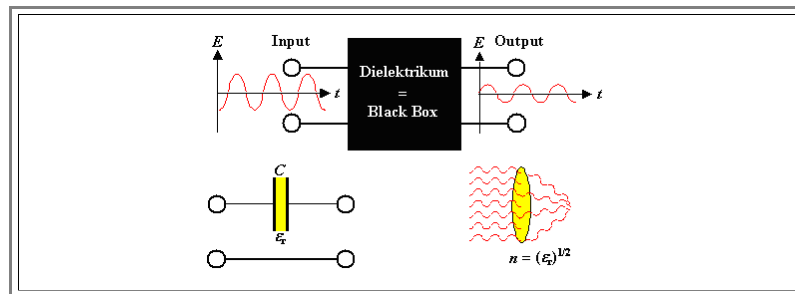 E Input E Output
Dielektrikum
=
Black Box
t t
C
εr
n = (εr)1/2